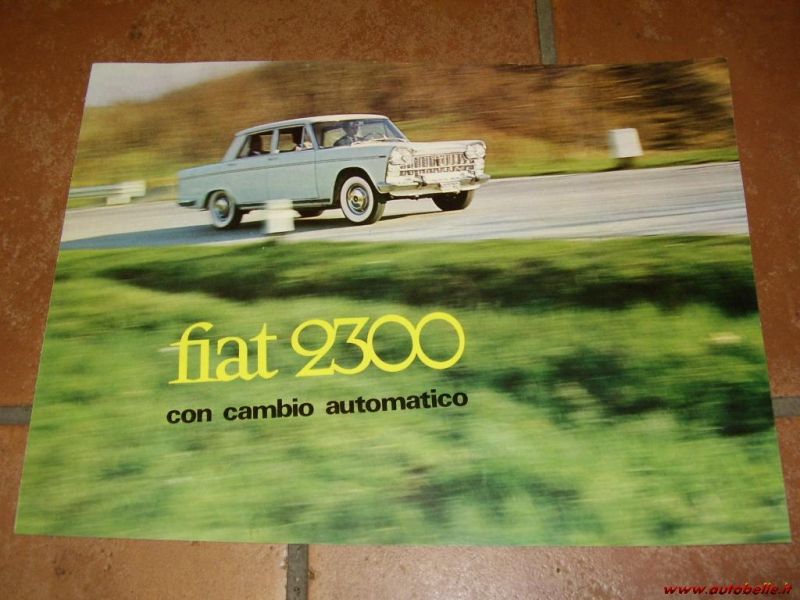 fiat 2300
con cambio automatico
www.autobelle.it